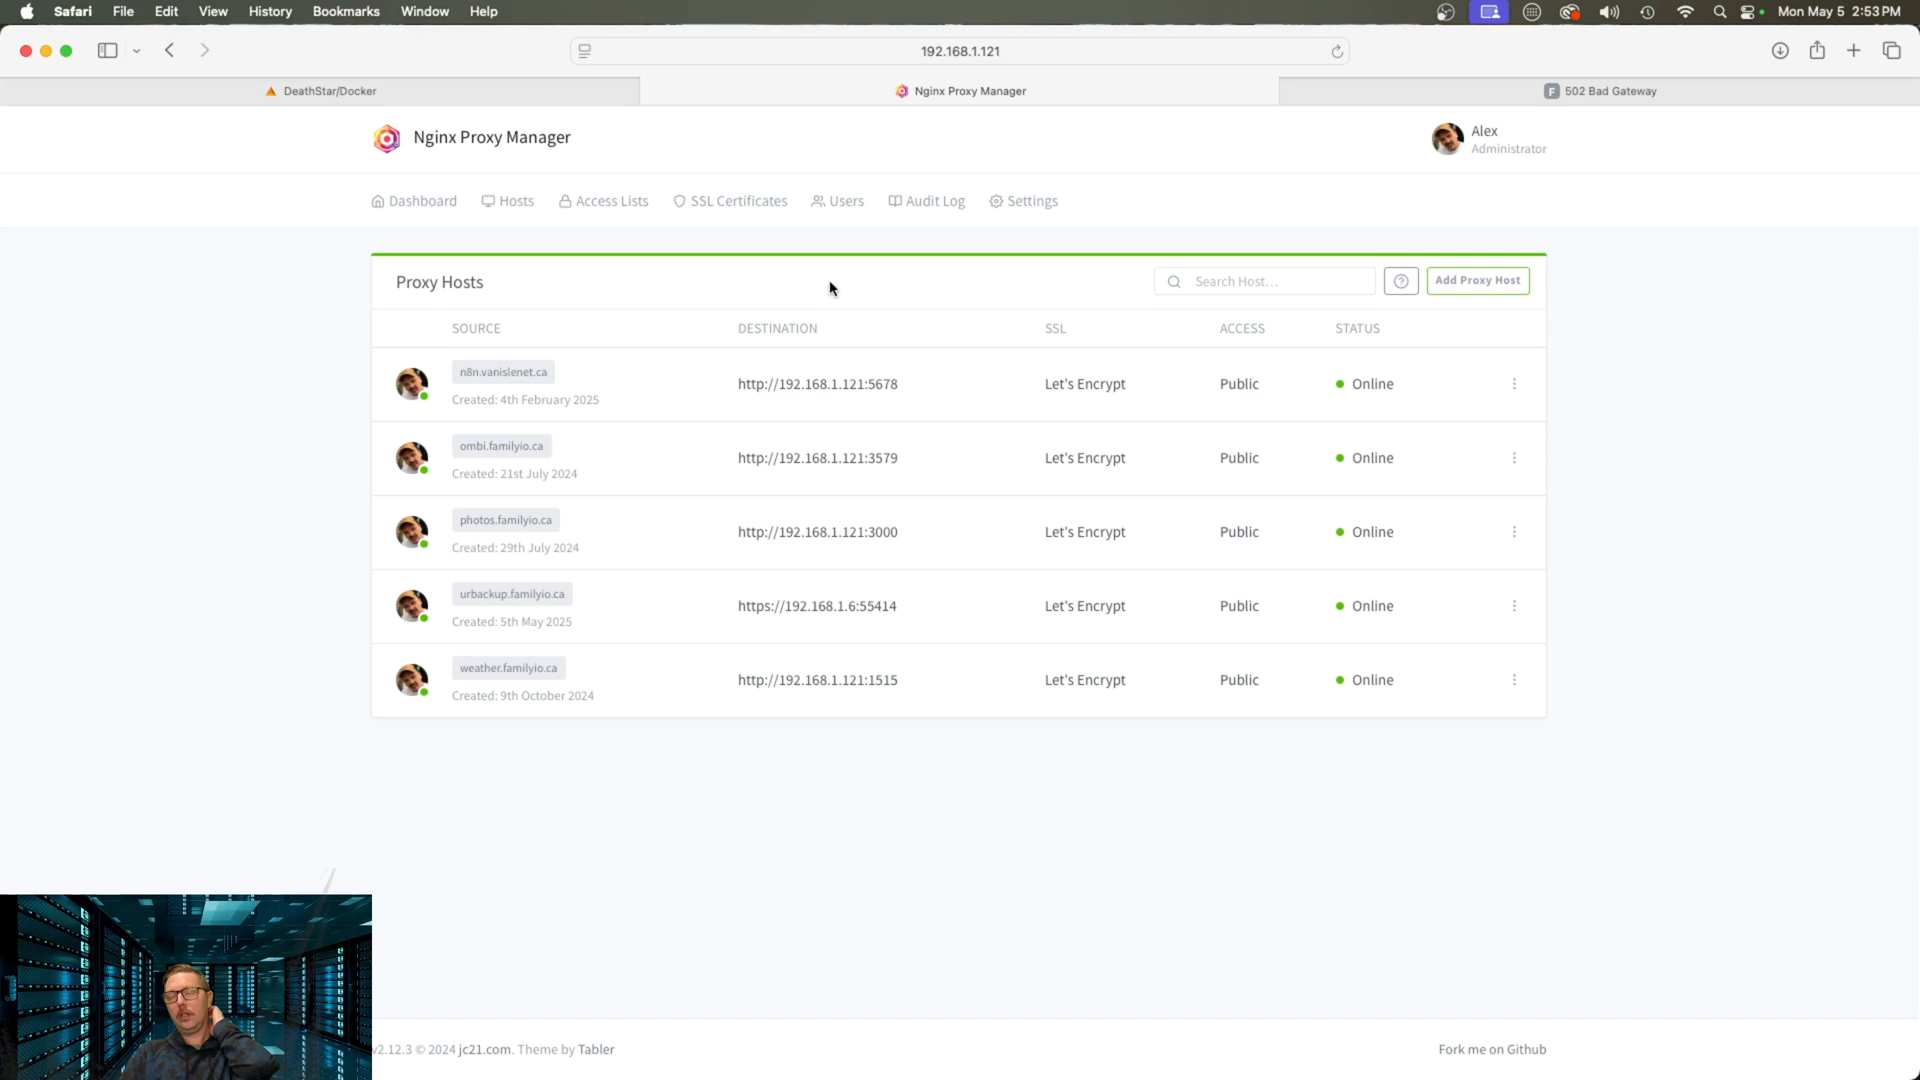 Safari File Edit View History Bookmarks Window Help Mon May 5 2:53 PM
192.168.1.121
DeathStar/Docker Nginx Proxy Manager F 502 Bad Gateway
Nginx Proxy Manager
Alex
Administrator
Dashboard Hosts Access Lists SSL Certificates Users Audit Log Settings
Proxy Hosts Search Host... Add Proxy Host
SOURCE DESTINATION SSL ACCESS STATUS
n8n.vanislenet.ca
Created: 4th February 2025
http://192.168.1.121:5678 Let's Encrypt Public Online
ombi.familyio.ca
Created: 21st July 2024
http://192.168.1.121:3579 Let's Encrypt Public Online
photos.familyio.ca
Created: 29th July 2024
http://192.168.1.121:3000 Let's Encrypt Public Online
urbackup.familyio.ca
Created: 5th May 2025
https://192.168.1.6:55414 Let's Encrypt Public Online
weather.familyio.ca
Created: 9th October 2024
http://192.168.1.121:1515 Let's Encrypt Public Online
v2.12.3 © 2024 jc21.com. Theme by Tabler Fork me on Github